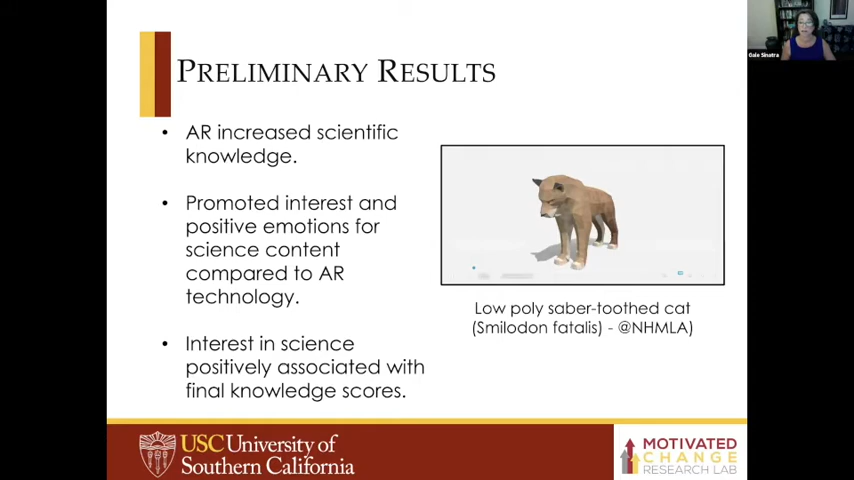 PRELIMINARY RESULTS
• AR increased scientific
knowledge.
• Promoted interest and
positive emotions for
science content
compared to AR
technology.
• Interest in science
positively associated with
final knowledge scores.
Low poly saber-toothed cat
(Smilodon fatalis) - @NHMLA)
USC University of
Southern California
MOTIVATED
CHANGE
RESEARCH LAB
Gale Sinatra